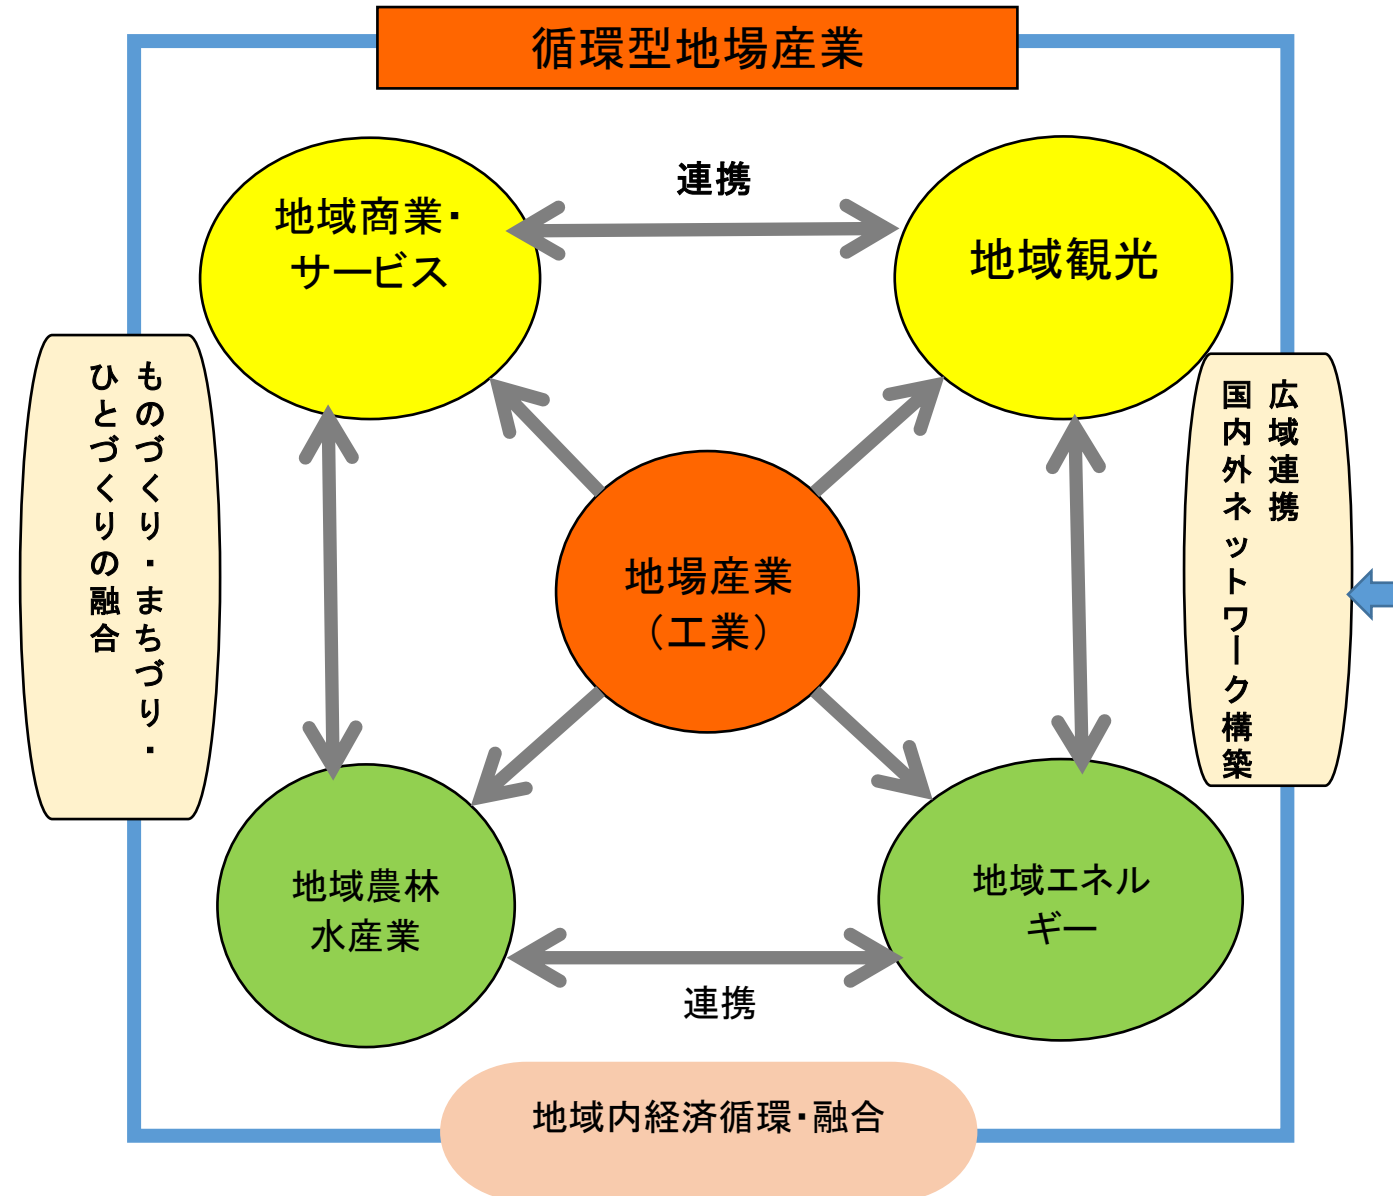 循環型地場産業
連携
地域商業・
サービス
地域観光
ものづくり・まちづくり・
ひとづくりの融合
広域連携
国内外ネットワーク構築
地場産業
（工業）
地域農林
水産業
地域エネル
ギー
連携
地域内経済循環・融合